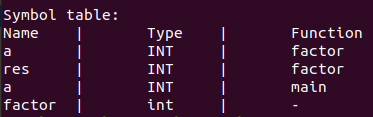 Symbol table:
Name | Type | Function
a | INT | factor
res | INT | factor
a | INT | main
factor | int | -